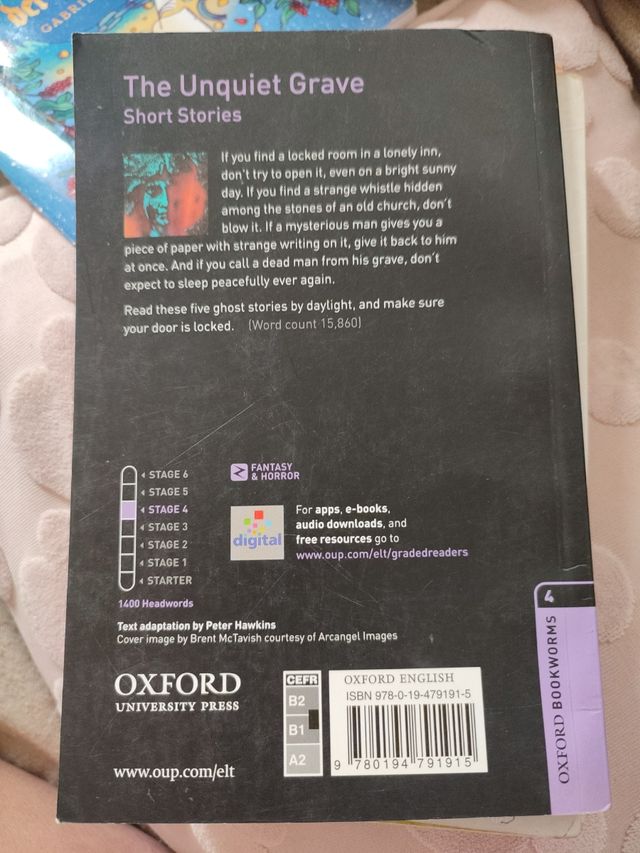 GABRI
The Unquiet Grave
Short Stories
If you find a locked room in a lonely inn,
don't try to open it, even on a bright sunny
day. If you find a strange whistle hidden
among the stones of an old church, don't
blow it. If a mysterious man gives you a
piece of paper with strange writing on it, give it back to him
at once. And if you call a dead man from his grave, don't
expect to sleep peacefully ever again.
Read these five ghost stories by daylight, and make sure
your door is locked. (Word count 15,860)
STAGE 6
STAGE 5
STAGE 4
STAGE 3
STAGE 2
STAGE 1
STARTER
1400 Headwords
FANTASY
& HORROR
digital
For apps, e-books,
audio downloads, and
free resources go to
www.oup.com/elt/gradedreaders
Text adaptation by Peter Hawkins
Cover image by Brent McTavish courtesy of Arcangel Images
OXFORD
UNIVERSITY PRESS
www.oup.com/elt
CEFR
B2
B1
A2
OXFORD ENGLISH
ISBN 978-0-19-479191-5
9 780194 791915
4
OXFORD BOOKWORMS